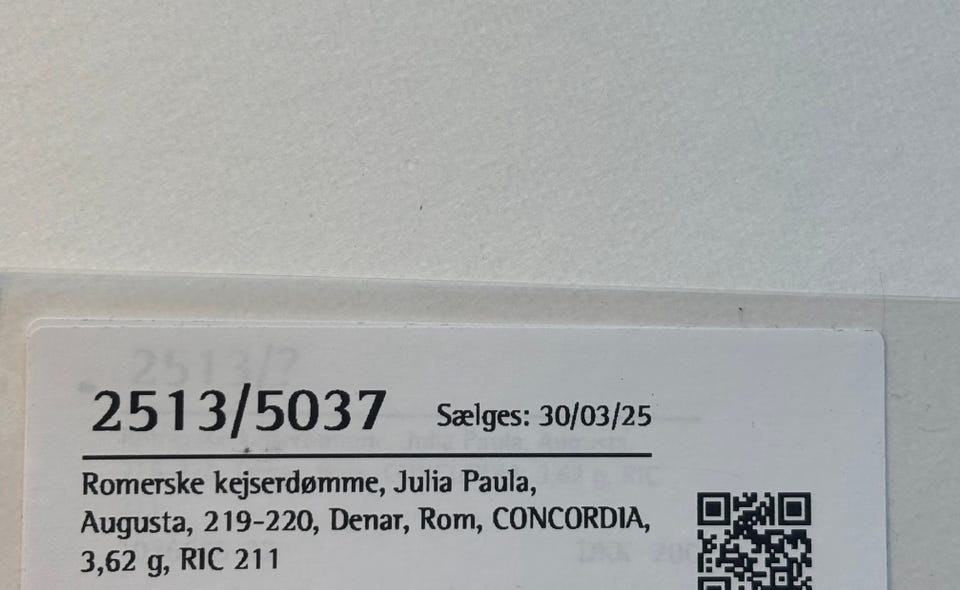 2513/?
2513/5037 Sælges: 30/03/25
Romerske kejserdømme, Julia Paula,
Augusta, 219-220, Denar, Rom, CONCORDIA,
3,62 g, RIC 211